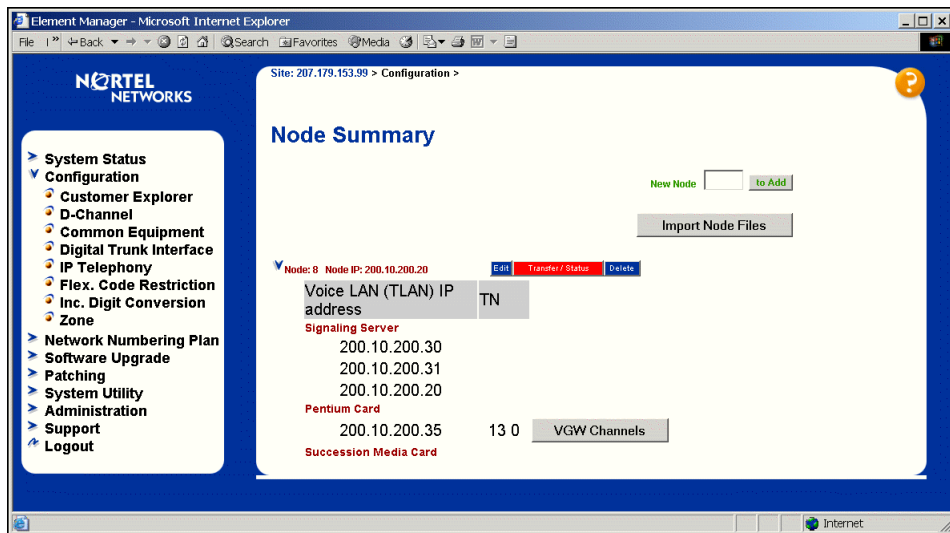 Element Manager - Microsoft Internet Explorer
File
Back
Search Favorites Media
NORTEL
NETWORKS
Site: 207.179.153.99 > Configuration >
?
Node Summary
System Status
Configuration
Customer Explorer
D-Channel
Common Equipment
Digital Trunk Interface
IP Telephony
Flex. Code Restriction
Inc. Digit Conversion
Zone
Network Numbering Plan
Software Upgrade
Patching
System Utility
Administration
Support
Logout
New Node to Add
Import Node Files
Node: 8 Node IP: 200.10.200.20 Edit Transfer / Status Delete
Voice LAN (TLAN) IP address TN
Signaling Server
200.10.200.30
200.10.200.31
200.10.200.20
Pentium Card
200.10.200.35 13 0 VGW Channels
Succession Media Card
Internet